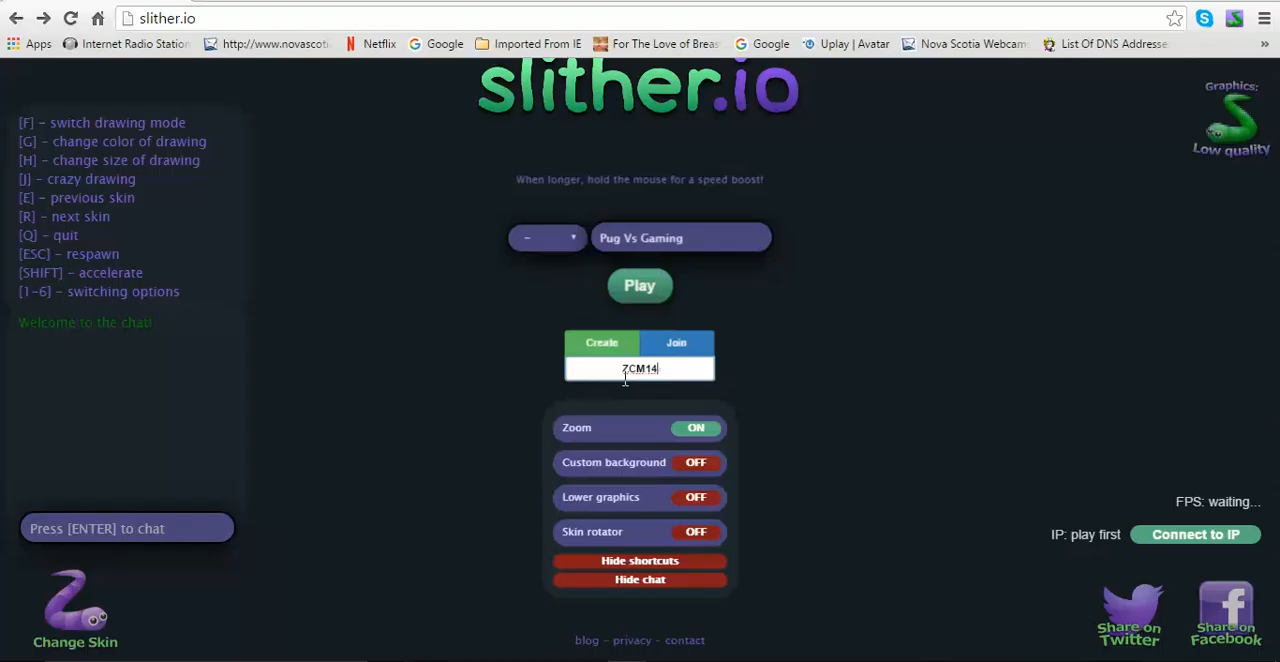 slither.io
Apps Internet Radio Station http://www.novascoti Netflix Google Imported From IE For The Love of Breas Google Uplay | Avatar Nova Scotia Webcam List Of DNS Addresse »
slither.io
Graphics:
Low quality
[F] - switch drawing mode
[G] - change color of drawing
[H] - change size of drawing
[J] - crazy drawing
[E] - previous skin
[R] - next skin
[Q] - quit
[ESC] - respawn
[SHIFT] - accelerate
[1-6] - switching options
Welcome to the chat!
When longer, hold the mouse for a speed boost!
- Pug Vs Gaming
Play
Create Join
ZCM14
Zoom ON
Custom background OFF
Lower graphics OFF
Skin rotator OFF
Hide shortcuts
Hide chat
Press [ENTER] to chat
FPS: waiting...
IP: play first Connect to IP
Change Skin
blog - privacy - contact
Share on
Twitter
Share on
Facebook